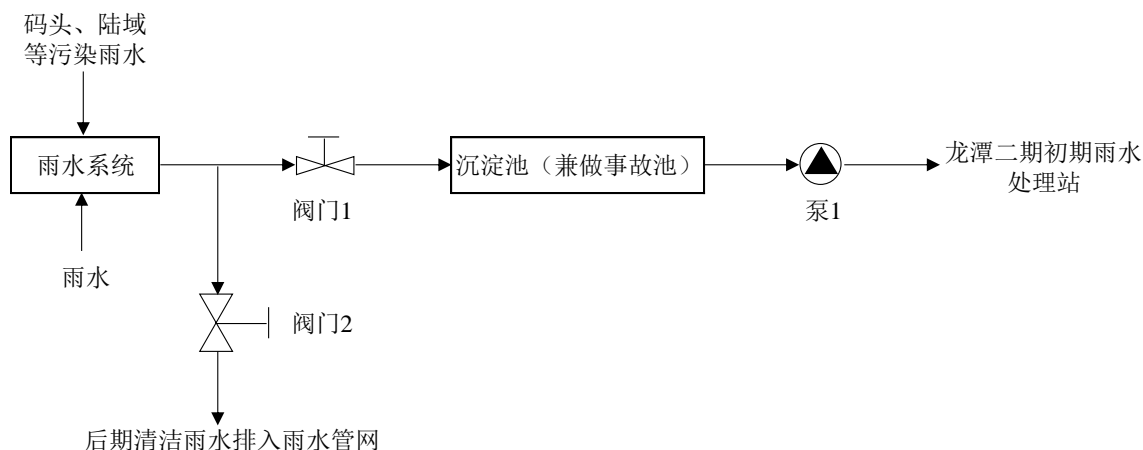 码头、陆域
等污染雨水
雨水系统
阀门1
沉淀池（兼做事故池）
泵1
龙潭二期初期雨水
处理站
雨水
阀门2
后期清洁雨水排入雨水管网